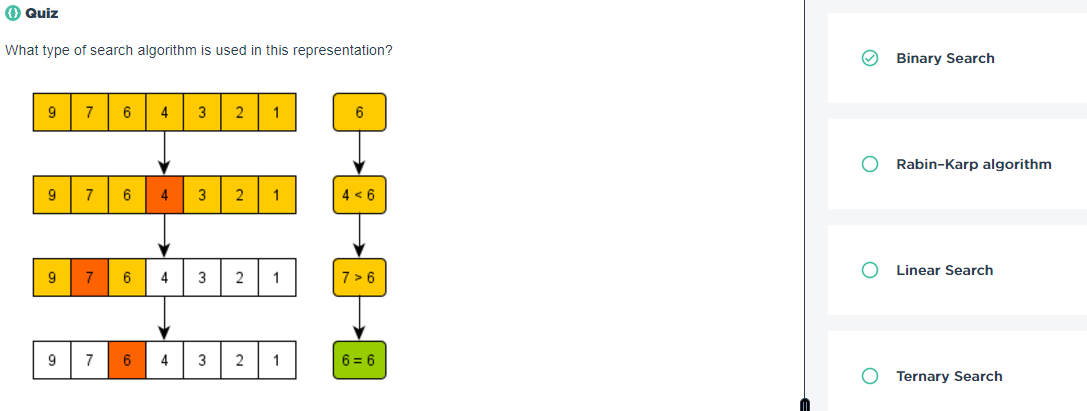 Quiz
What type of search algorithm is used in this representation?
9 7 6 4 3 2 1
6
9 7 6 4 3 2 1
4 < 6
9 7 6 4 3 2 1
7 > 6
9 7 6 4 3 2 1
6 = 6
Binary Search
Rabin–Karp algorithm
Linear Search
Ternary Search